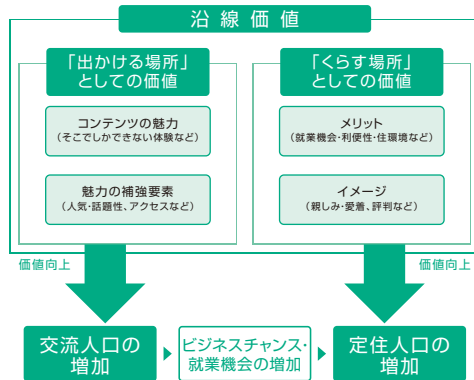 沿線価値
「出かける場所」
としての価値
コンテンツの魅力
（そこでしかできない体験など）
魅力の補強要素
（人気・話題性、アクセスなど）
「くらす場所」
としての価値
メリット
（就業機会・利便性・住環境など）
イメージ
（親しみ・愛着、評判など）
価値向上
価値向上
交流人口の
増加
ビジネスチャンス・
就業機会の増加
定住人口の
増加